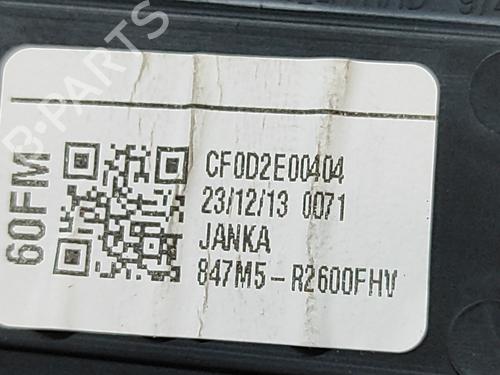 60FM
CF0D2E00404
23/12/13 0071
JANKA
847M5-R2600FHV
B-PARTS